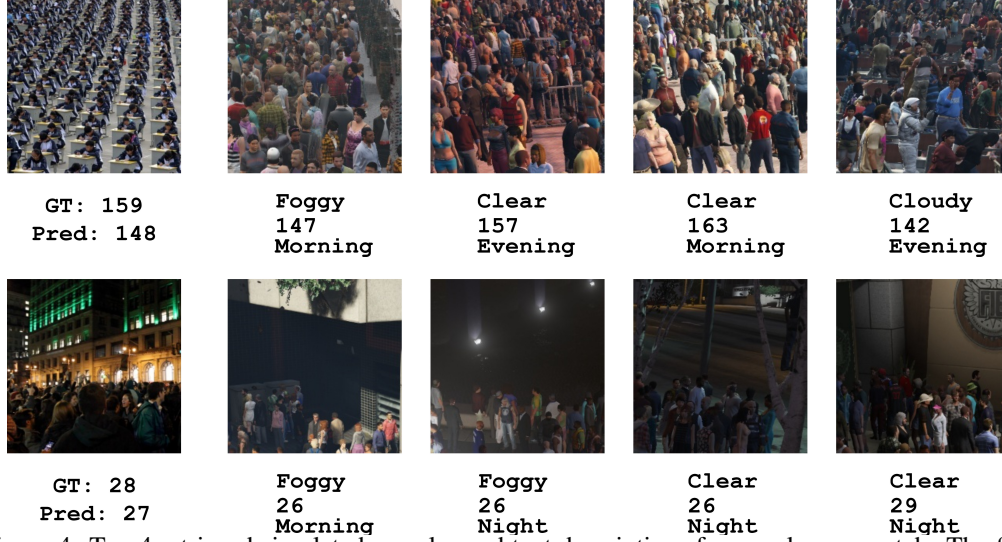 GT: 159
Pred: 148
Foggy
147
Morning
Clear
157
Evening
Clear
163
Morning
Cloudy
142
Evening
GT: 28
Pred: 27
Foggy
26
Morning
Foggy
26
Night
Clear
26
Night
Clear
29
Night